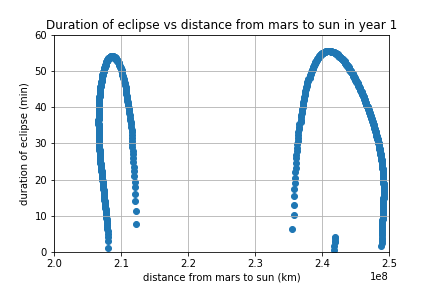 Duration of eclipse vs distance from mars to sun in year 1
60
50
40
30
20
10
0
duration of eclipse (min)
2.0 2.1 2.2 2.3 2.4 2.5
1e8
distance from mars to sun (km)